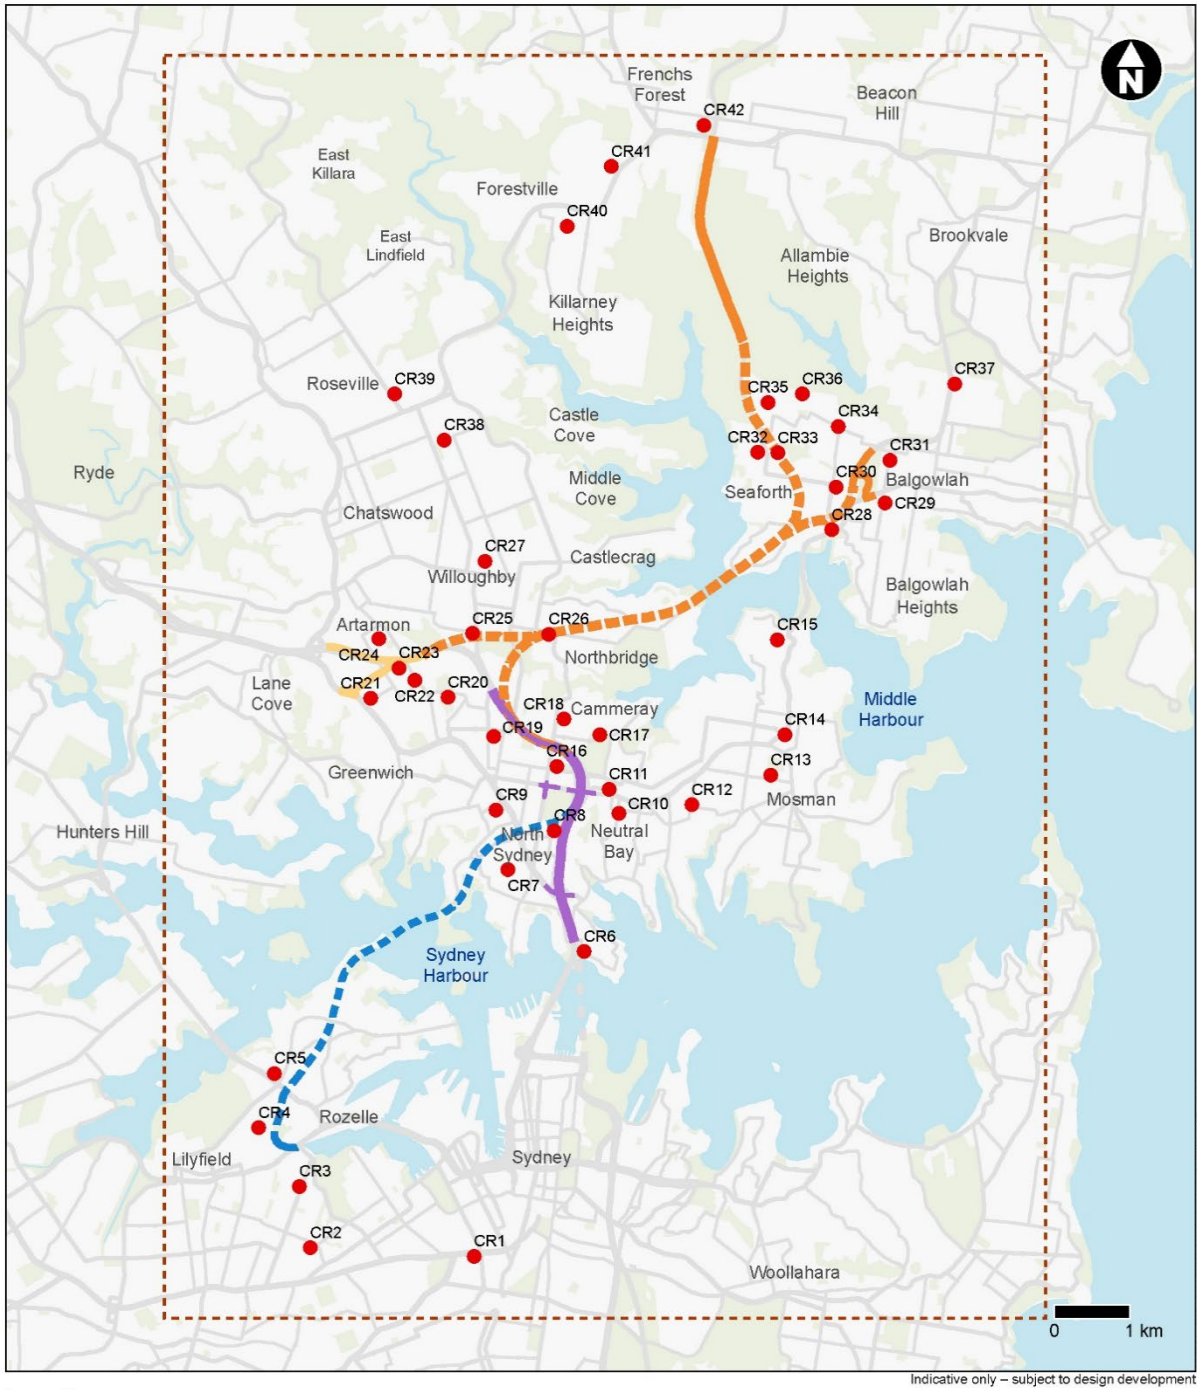 Frenchs
Forest
N
Beacon
Hill
CR42
CR41
East
Killara
Forestville
CR40
Brookvale
East
Lindfield
Allambie
Heights
Killarney
Heights
CR37
Roseville
CR39
CR35
CR36
Castle
Cove
CR34
CR38
CR32
CR33
CR31
Ryde
CR30
Balgowlah
Middle
Cove
Seaforth
CR29
Chatswood
CR28
CR27
Castlecrag
Willoughby
Balgowlah
Heights
Artarmon
CR25
CR26
CR15
CR24
CR23
Northbridge
Lane
Cove
CR21
CR22
CR20
Middle
Harbour
CR18
Cammeray
CR19
CR17
CR14
CR16
Greenwich
CR13
CR11
CR12
Mosman
CR9
CR10
CR8
Hunters Hill
North
Sydney
Neutral
Bay
CR7
CR6
Sydney
Harbour
CR5
CR4
Rozelle
Lilyfield
Sydney
CR3
CR2
CR1
Woollahara
0 1 km
Indicative only – subject to design development